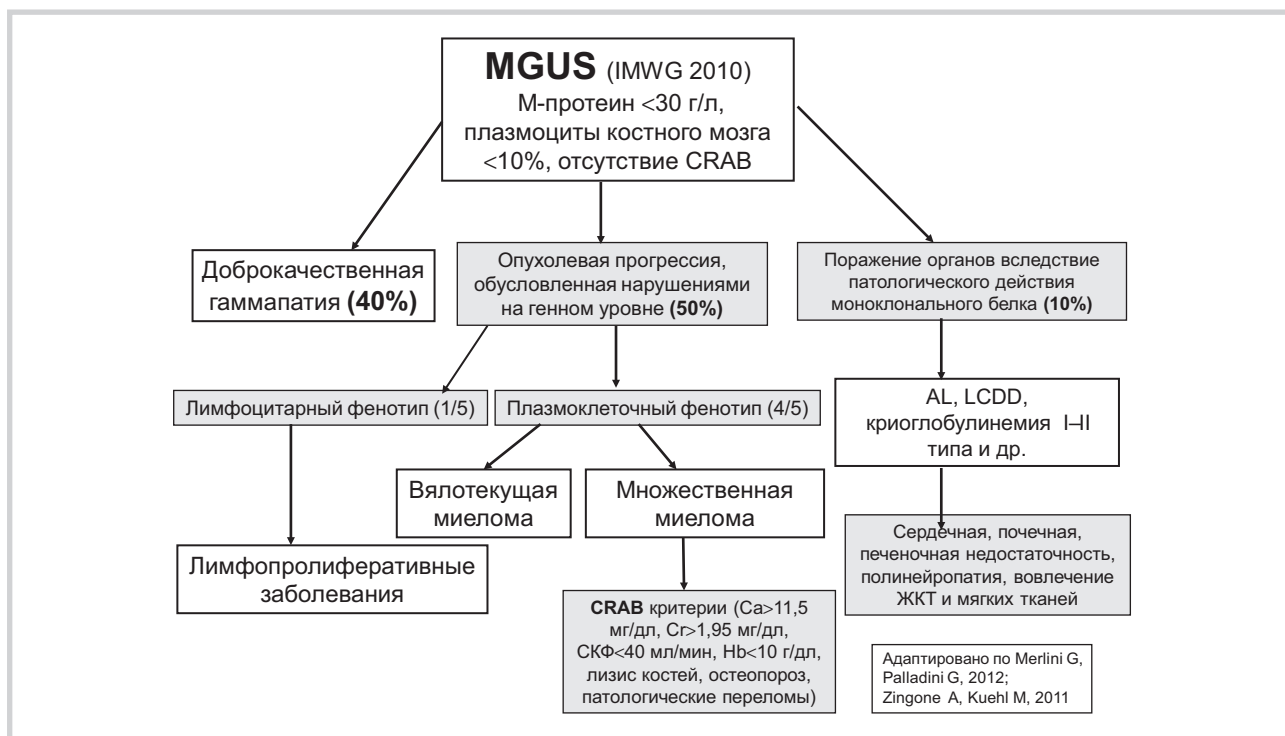 MGUS (IMWG 2010)
М-протеин <30 г/л,
плазмоциты костного мозга
<10%, отсутствие CRAB
Доброкачественная
гаммапатия (40%)
Опухолевая прогрессия,
обусловленная нарушениями
на генном уровне (50%)
Поражение органов вследствие
патологического действия
моноклонального белка (10%)
Лимфоцитарный фенотип (1/5)
Плазмоклеточный фенотип (4/5)
AL, LCDD,
криоглобулинемия I–II
типа и др.
Вялотекущая
миелома
Множественная
миелома
Лимфопролиферативные
заболевания
Сердечная, почечная,
печеночная недостаточность,
полинейропатия, вовлечение
ЖКТ и мягких тканей
CRAB критерии (Ca>11,5
мг/дл, Cr>1,95 мг/дл,
СКФ<40 мл/мин, Hb<10 г/дл,
лизис костей, остеопороз,
патологические переломы)
Адаптировано по Merlini G,
Palladini G, 2012;
Zingone A, Kuehl M, 2011